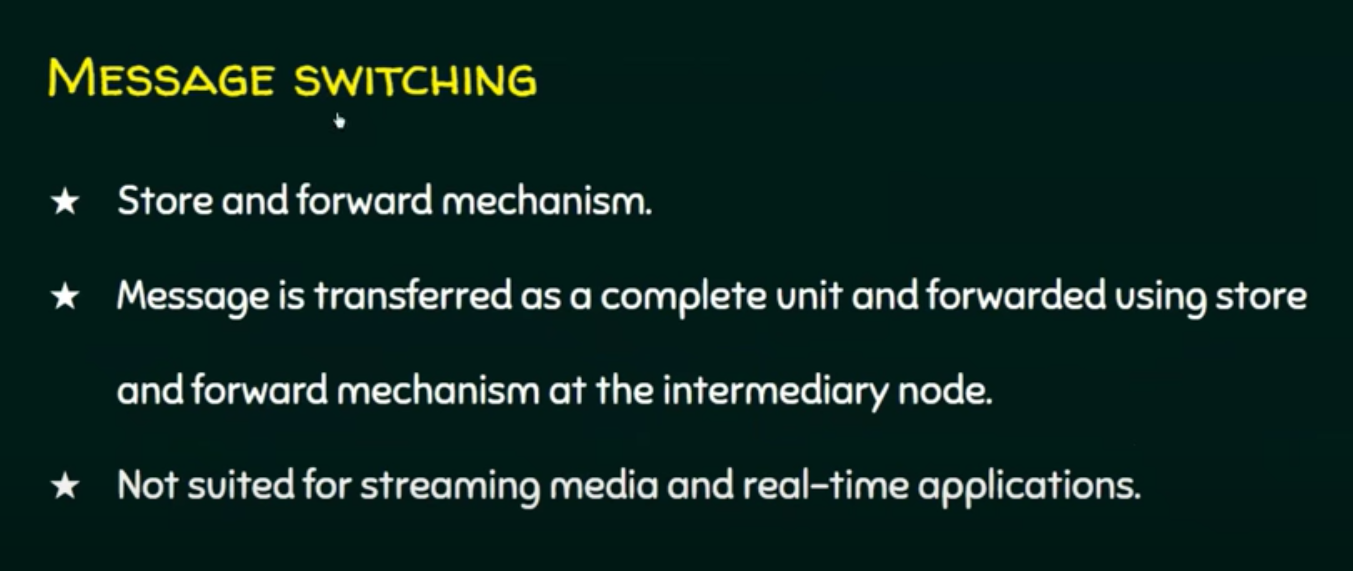 Message switching
★ Store and forward mechanism.
★ Message is transferred as a complete unit and forwarded using store
and forward mechanism at the intermediary node.
★ Not suited for streaming media and real-time applications.